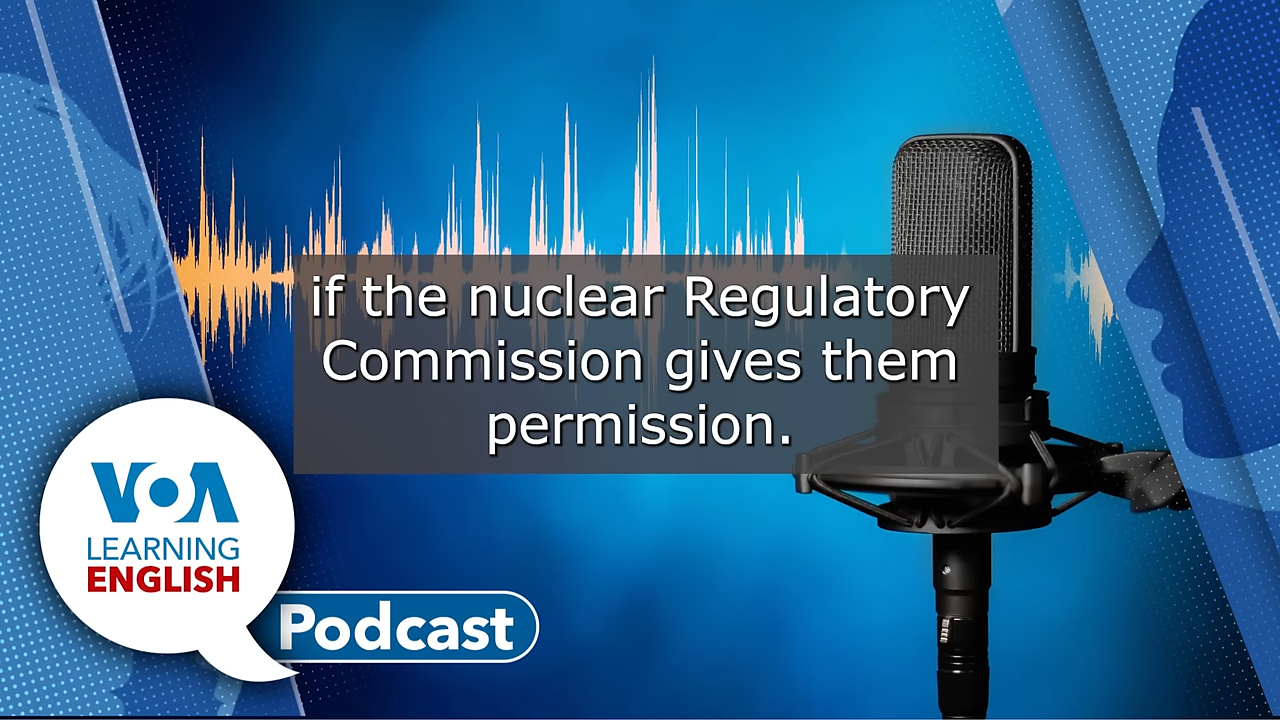 if the nuclear Regulatory
Commission gives them
permission.
VOA
LEARNING
ENGLISH
Podcast